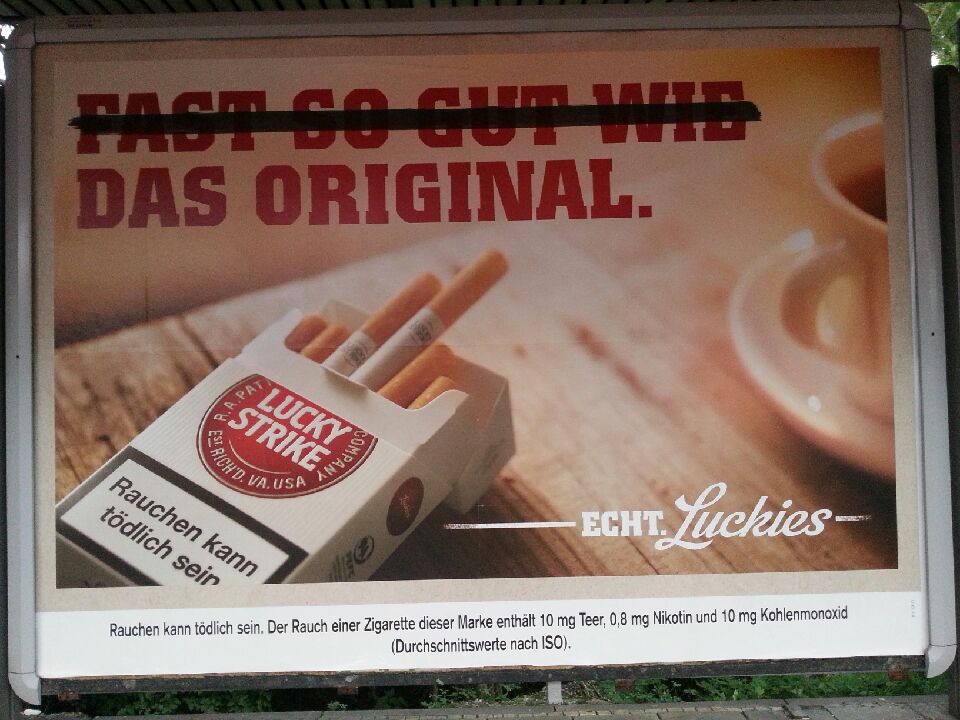 FAST SO GUT WIE
DAS ORIGINAL.
R.A. PAT
LUCKY
STRIKE
COMPANY
EST. RICH'D. VA. USA
Rauchen kann
tödlich sein
ECHT. Luckies
Rauchen kann tödlich sein. Der Rauch einer Zigarette dieser Marke enthält 10 mg Teer, 0,8 mg Nikotin und 10 mg Kohlenmonoxid
(Durchschnittswerte nach ISO).